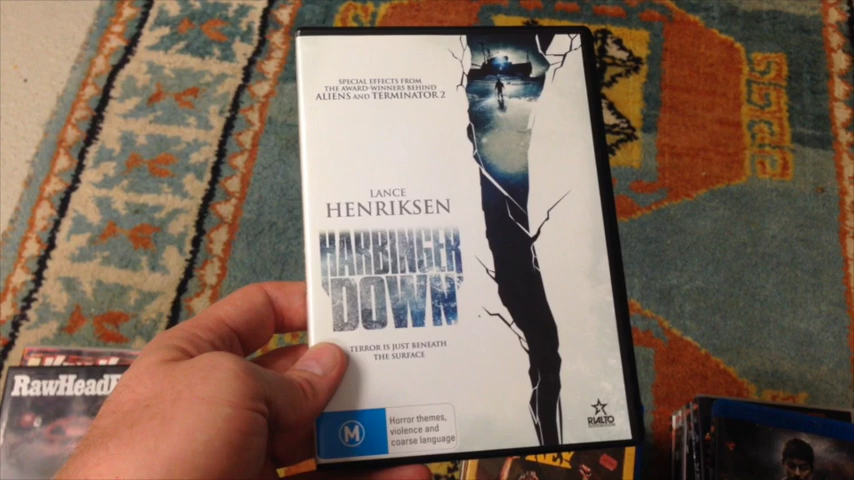 SPECIAL EFFECTS FROM
THE AWARD-WINNERS BEHIND
ALIENS AND TERMINATOR 2
LANCE
HENRIKSEN
HARBINGER
DOWN
TERROR IS JUST BENEATH
THE SURFACE
M
Horror themes,
violence and
coarse language
RIALTO
RawHead